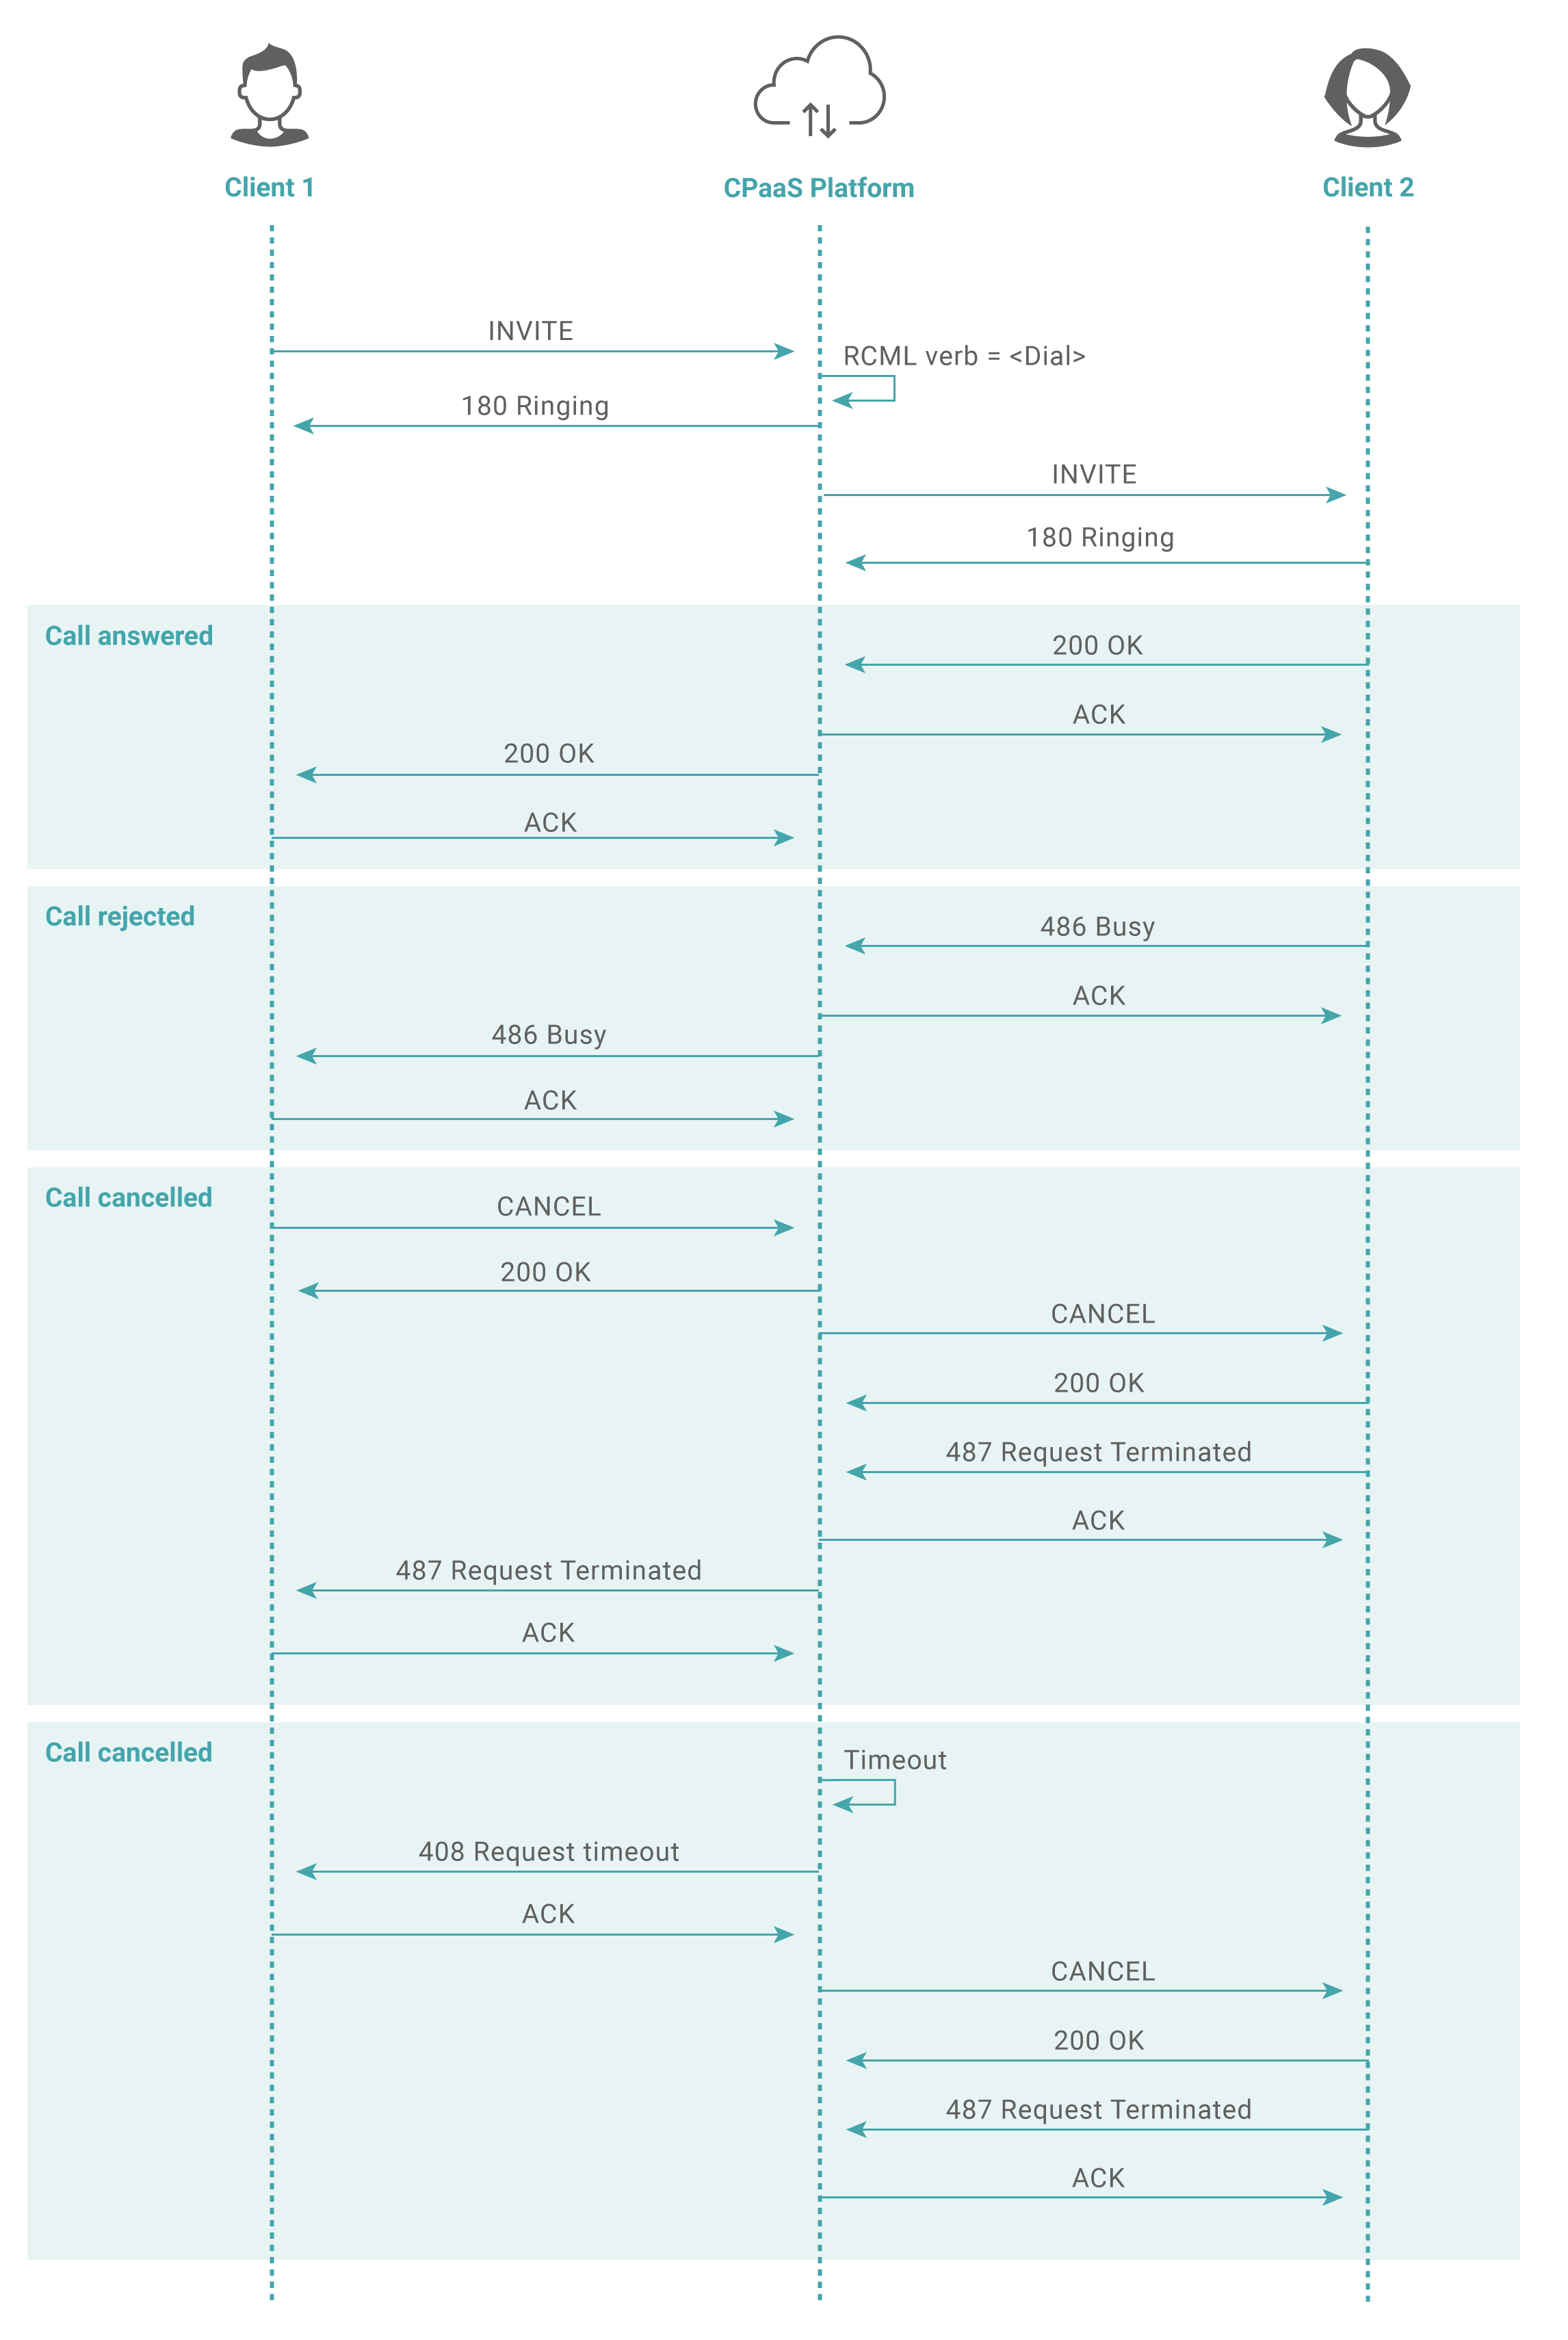 Client 1
CPaaS Platform
Client 2
INVITE
RCML verb = <Dial>
180 Ringing
INVITE
180 Ringing
Call answered
200 OK
ACK
200 OK
ACK
Call rejected
486 Busy
ACK
486 Busy
ACK
Call cancelled
CANCEL
200 OK
CANCEL
200 OK
487 Request Terminated
ACK
487 Request Terminated
ACK
Call cancelled
Timeout
408 Request timeout
ACK
CANCEL
200 OK
487 Request Terminated
ACK